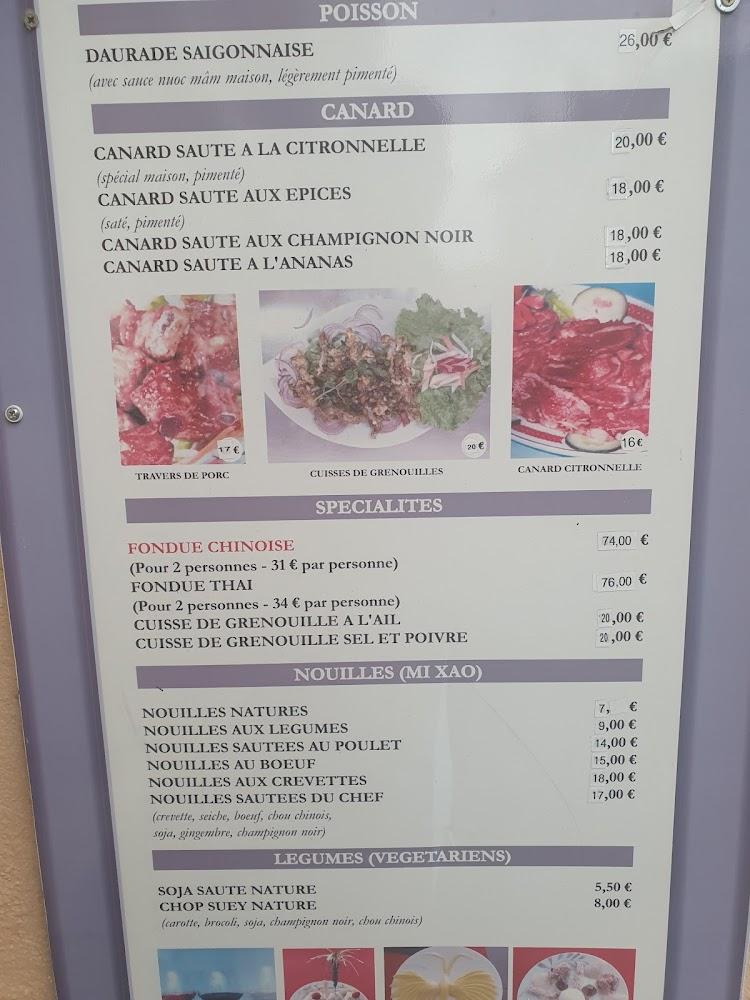 POISSON
DAURADE SAIGONNAISE 26,00 €
(avec sauce nuoc mâm maison, légèrement pimenté)
CANARD
CANARD SAUTE A LA CITRONNELLE 20,00 €
(spécial maison, pimenté)
CANARD SAUTE AUX EPICES 18,00 €
(saté, pimenté)
CANARD SAUTE AUX CHAMPIGNON NOIR 18,00 €
CANARD SAUTE A L'ANANAS 18,00 €
17 € 20 € 16 €
TRAVERS DE PORC CUISSES DE GRENOUILLES CANARD CITRONNELLE
SPECIALITES
FONDUE CHINOISE 74,00 €
(Pour 2 personnes - 31 € par personne)
FONDUE THAI 76,00 €
(Pour 2 personnes - 34 € par personne)
CUISSE DE GRENOUILLE A L'AIL 20,00 €
CUISSE DE GRENOUILLE SEL ET POIVRE 20,00 €
NOUILLES (MI XAO)
NOUILLES NATURES 7, €
NOUILLES AUX LEGUMES 9,00 €
NOUILLES SAUTEES AU POULET 14,00 €
NOUILLES AU BOEUF 15,00 €
NOUILLES AUX CREVETTES 18,00 €
NOUILLES SAUTEES DU CHEF 17,00 €
(crevette, seiche, boeuf, chou chinois,
soja, gingembre, champignon noir)
LEGUMES (VEGETARIENS)
SOJA SAUTE NATURE 5,50 €
CHOP SUEY NATURE 8,00 €
(carotte, brocoli, soja, champignon noir, chou chinois)